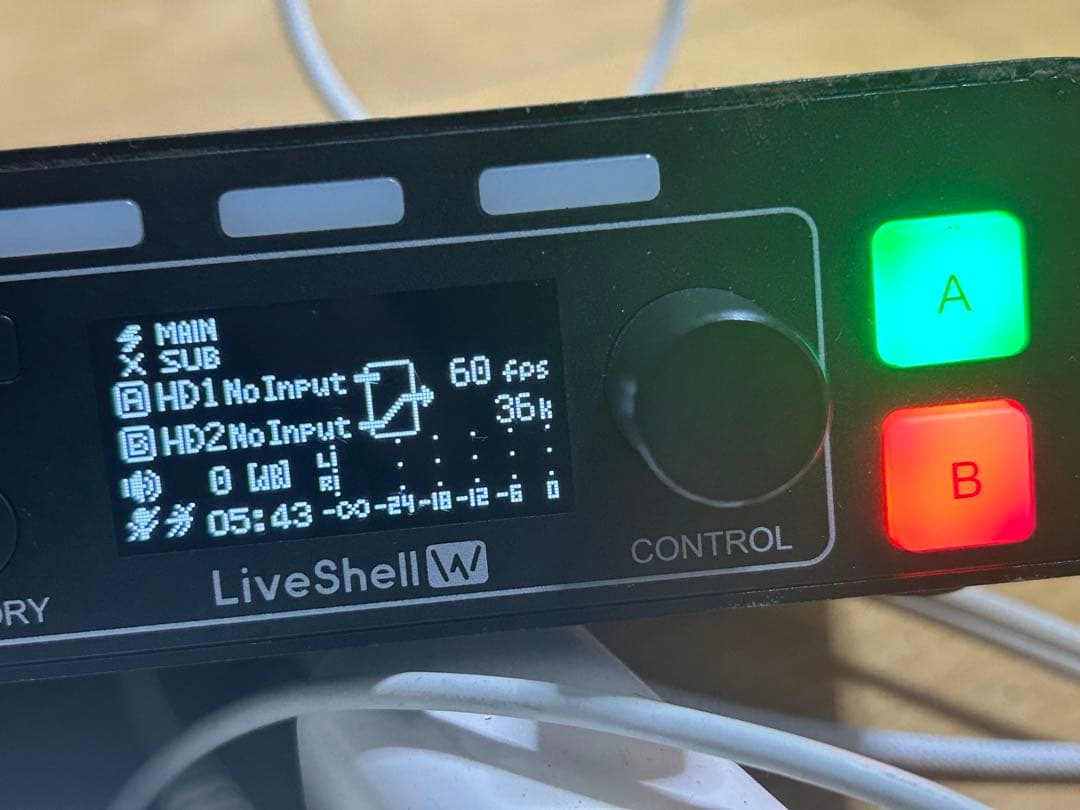 MAIN
X SUB
A HD1 NoInput 60 fps
36k
B HD2 NoInput
0 [dB] L
R
05:43 -∞ -24 -18 -12 -6 0
LiveShell W
CONTROL
A
B
ORY